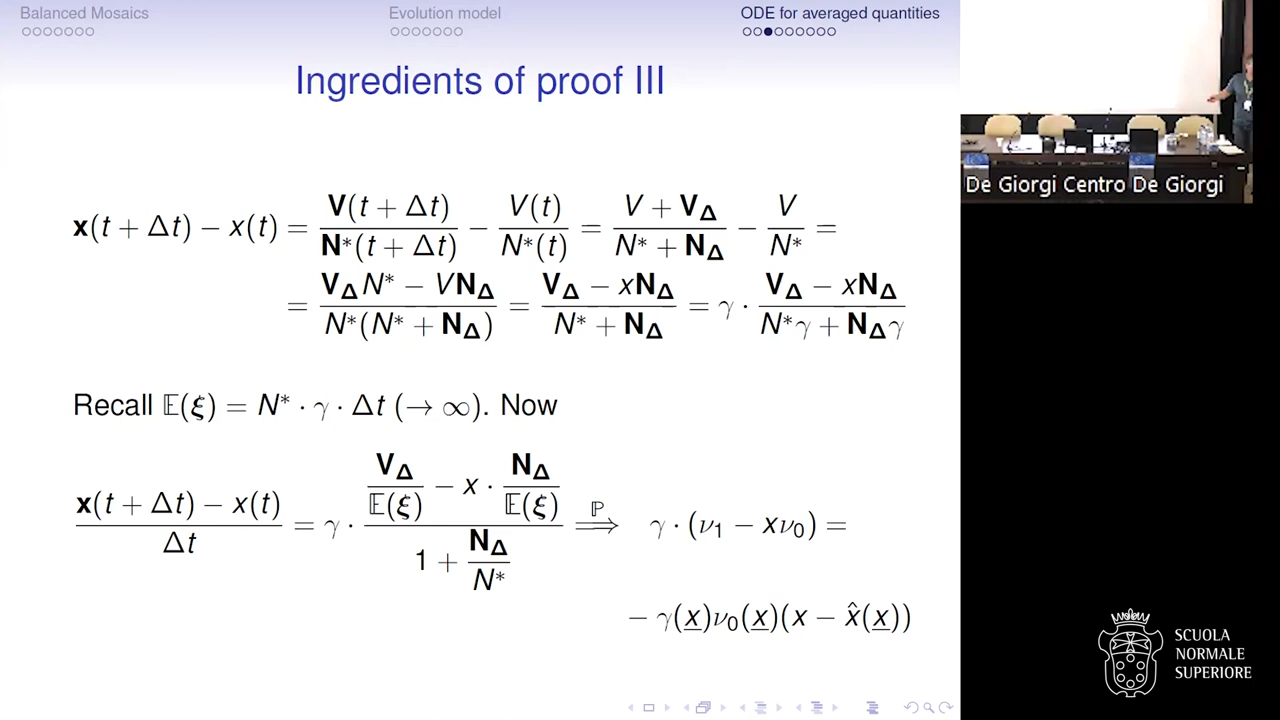 Balanced Mosaics Evolution model ODE for averaged quantities
Ingredients of proof III
𝐱(t + Δt) − x(t) = 𝐕(t + Δt)/𝐍*(t + Δt) − V(t)/N*(t) = (V + 𝐕_𝚫)/(N* + 𝐍_𝚫) − V/N* =
= (𝐕_𝚫N* − V𝐍_𝚫)/(N*(N* + 𝐍_𝚫)) = (𝐕_𝚫 − x𝐍_𝚫)/(N* + 𝐍_𝚫) = γ · (𝐕_𝚫 − x𝐍_𝚫)/(N*γ + 𝐍_𝚫γ)
Recall 𝔼(𝝃) = N* · γ · Δt (→ ∞). Now
(𝐱(t + Δt) − x(t))/Δt = γ · (𝐕_𝚫/𝔼(𝝃) − x · 𝐍_𝚫/𝔼(𝝃))/(1 + 𝐍_𝚫/N*) ⟹^ℙ γ · (ν₁ − xν₀) =
− γ(x̲)ν₀(x̲)(x − x̂(x̲))
De Giorgi Centro De Giorgi
SCUOLA
NORMALE
SUPERIORE